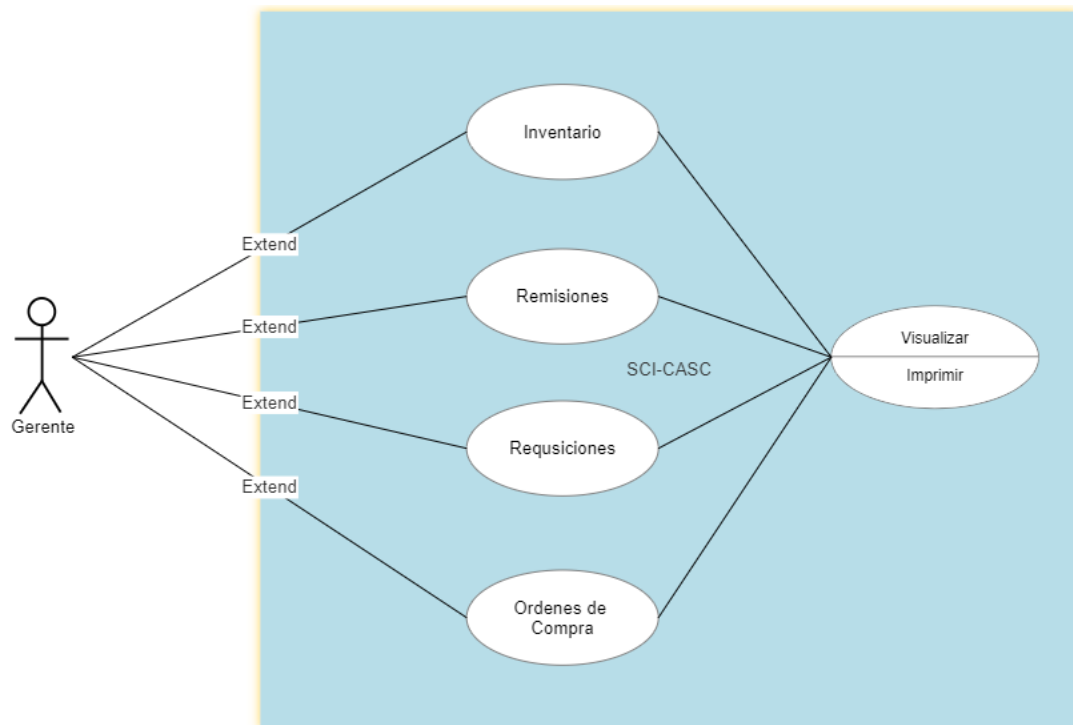 Inventario
Extend
Remisiones
Extend
Visualizar
SCI-CASC
Imprimir
Extend
Gerente
Requsiciones
Extend
Ordenes de
Compra